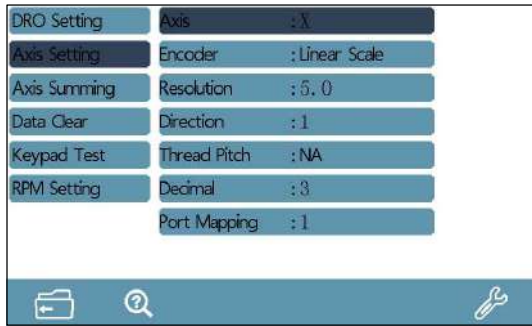 DRO Setting
Axis Setting
Axis Summing
Data Clear
Keypad Test
RPM Setting
Axis :X
Encoder :Linear Scale
Resolution :5.0
Direction :1
Thread Pitch :NA
Decimal :3
Port Mapping :1